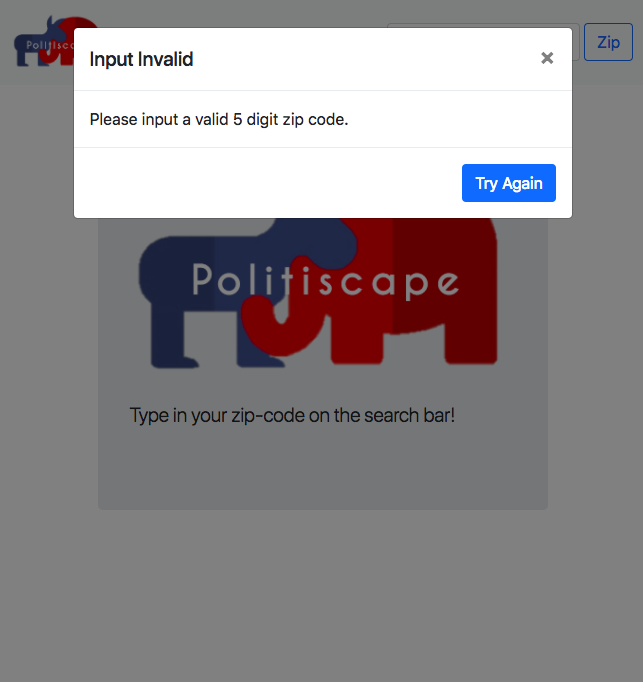 Politiscape
Zip
Input Invalid
×
Please input a valid 5 digit zip code.
Try Again
Politiscape
Type in your zip-code on the search bar!